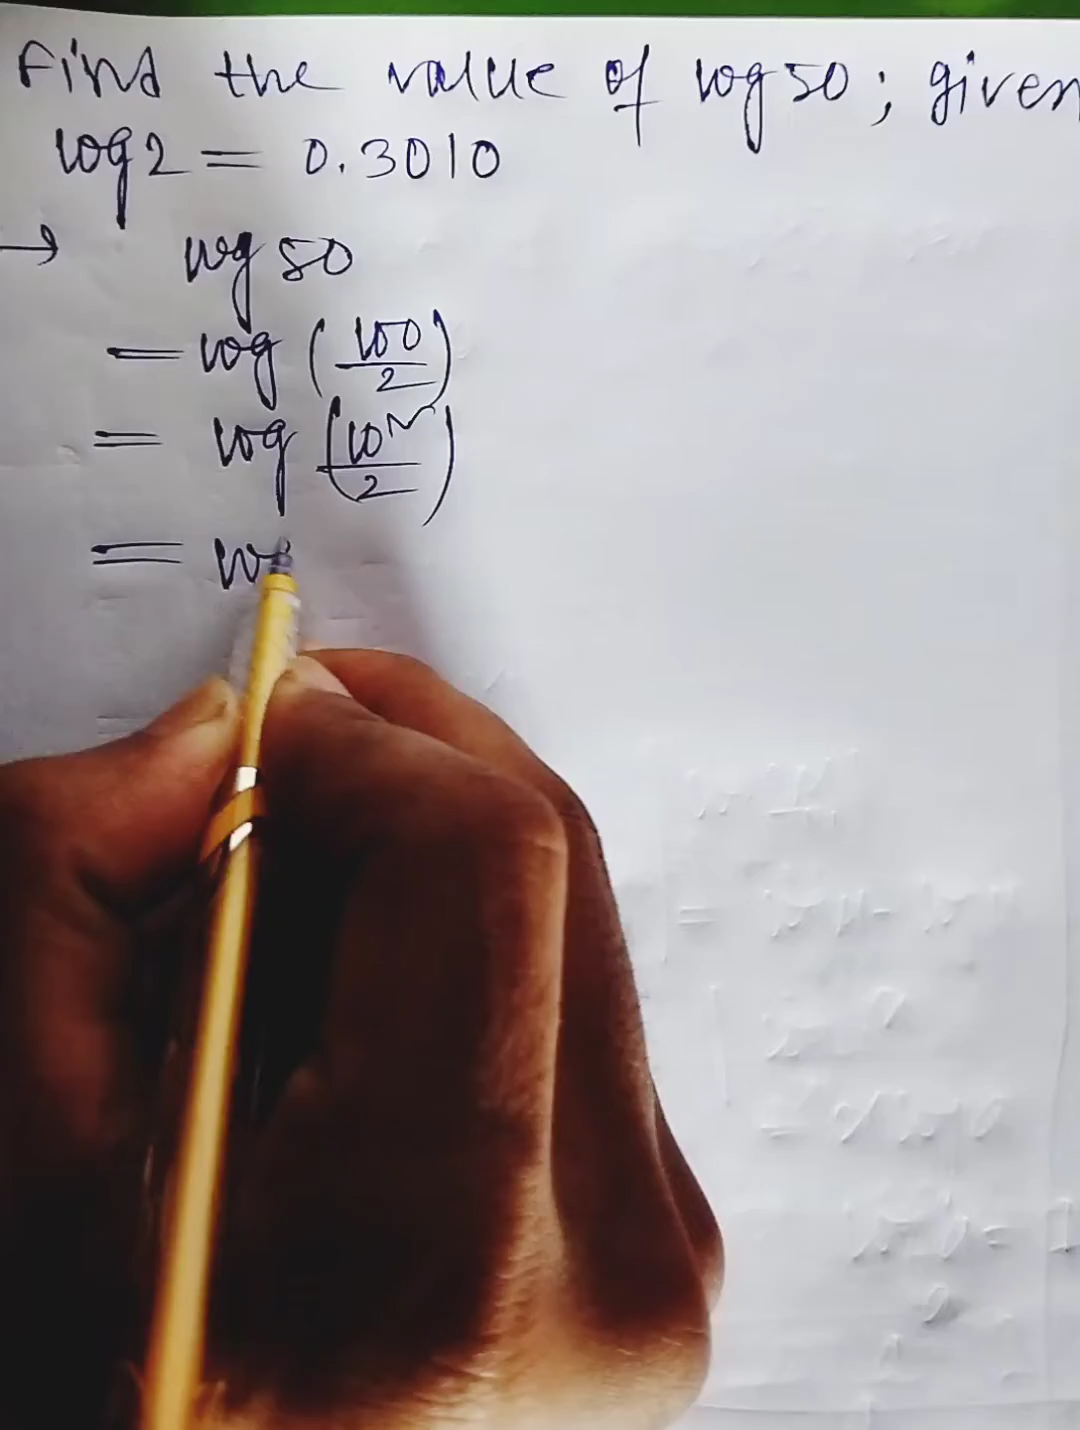 Find the value of log 50; given
log 2 = 0.3010
→ log 50
= log (100/2)
= log (10²/2)
= lo